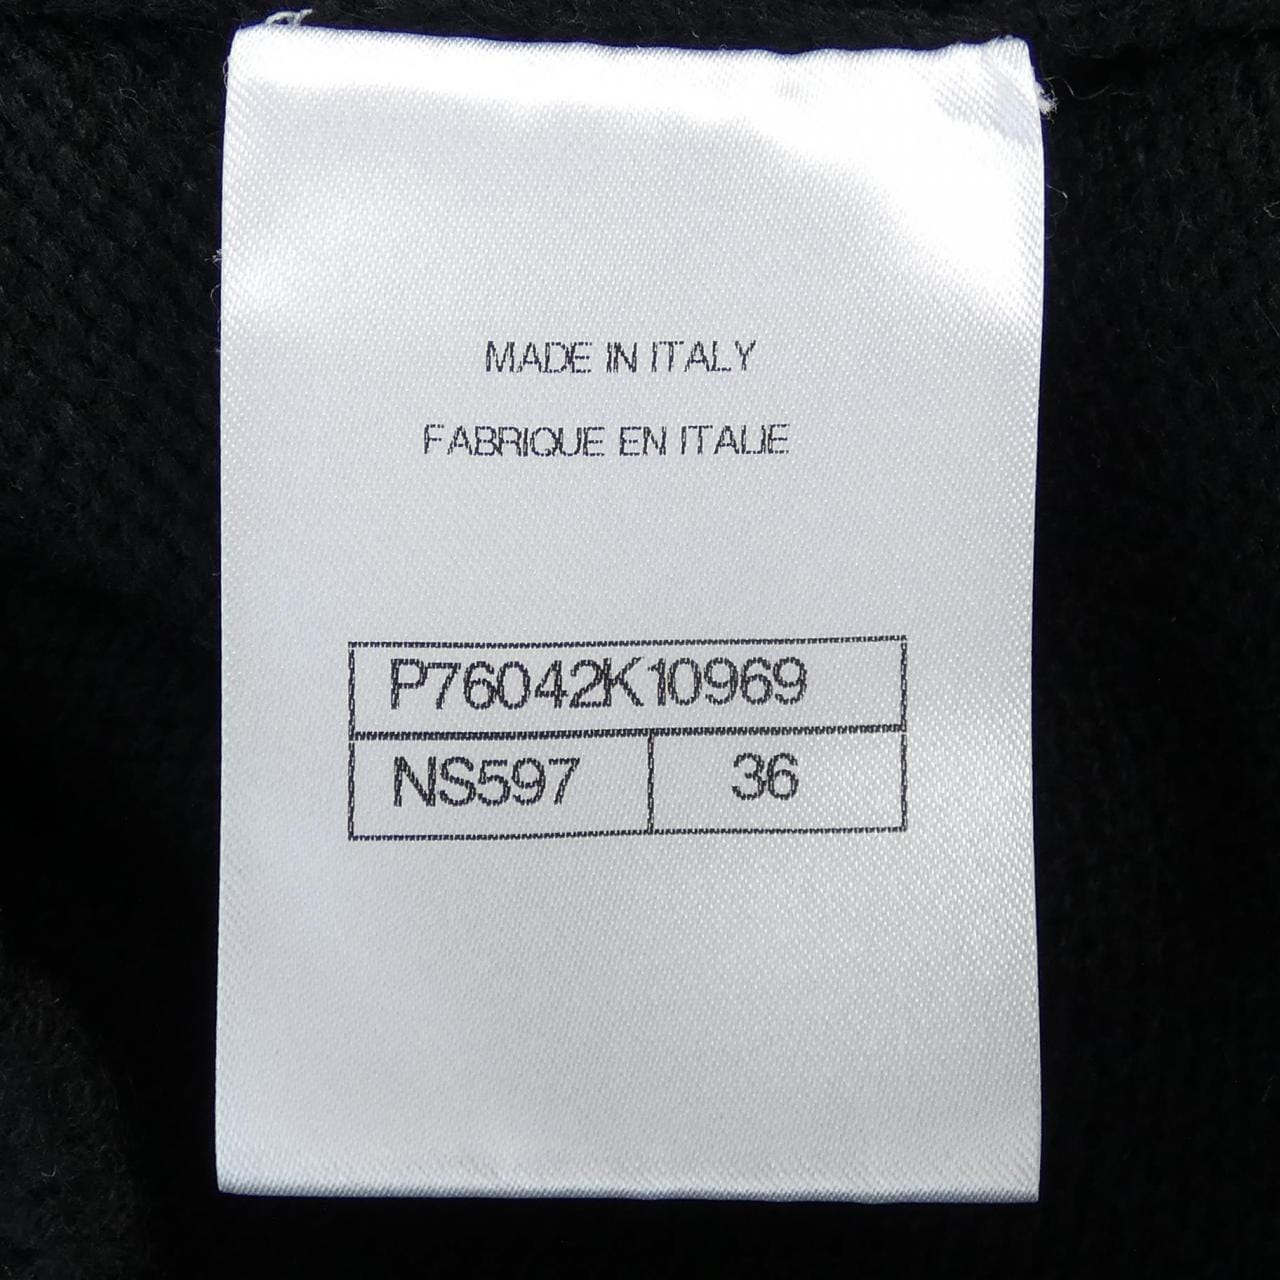 MADE IN ITALY
FABRIQUE EN ITALIE
P76042K10969
NS597 36